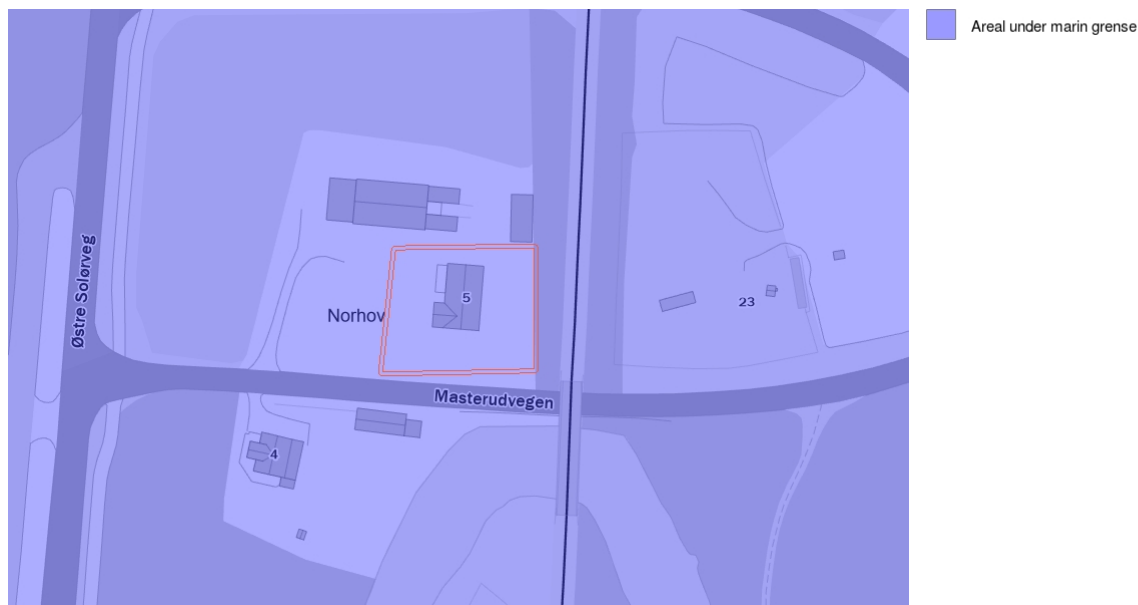 Areal under marin grense
Østre Solørveg
5
23
Norhov
Masterudvegen
4